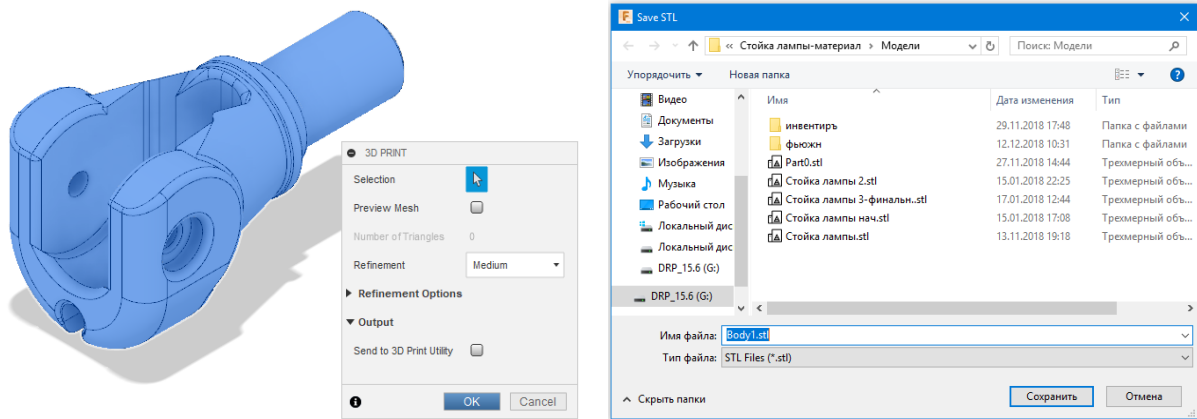 3D PRINT
Selection
Preview Mesh
Number of Triangles 0
Refinement Medium
Refinement Options
Output
Send to 3D Print Utility
OK Cancel
Save STL
« Стойка лампы-материал › Модели
Поиск: Модели
Упорядочить Новая папка
Видео
Документы
Загрузки
Изображения
Музыка
Рабочий стол
Локальный дис
Локальный дис
DRP_15.6 (G:)
DRP_15.6 (G:)
Имя Дата изменения Тип
инвентиръ 29.11.2018 17:48 Папка с файлами
фьюжн 12.12.2018 10:31 Папка с файлами
Part0.stl 27.11.2018 14:44 Трехмерный объ...
Стойка лампы 2.stl 15.01.2018 22:25 Трехмерный объ...
Стойка лампы 3-финальн..stl 17.01.2018 12:44 Трехмерный объ...
Стойка лампы нач.stl 15.01.2018 17:08 Трехмерный объ...
Стойка лампы.stl 13.11.2018 19:18 Трехмерный объ...
Имя файла: Body1.stl
Тип файла: STL Files (*.stl)
Скрыть папки Сохранить Отмена